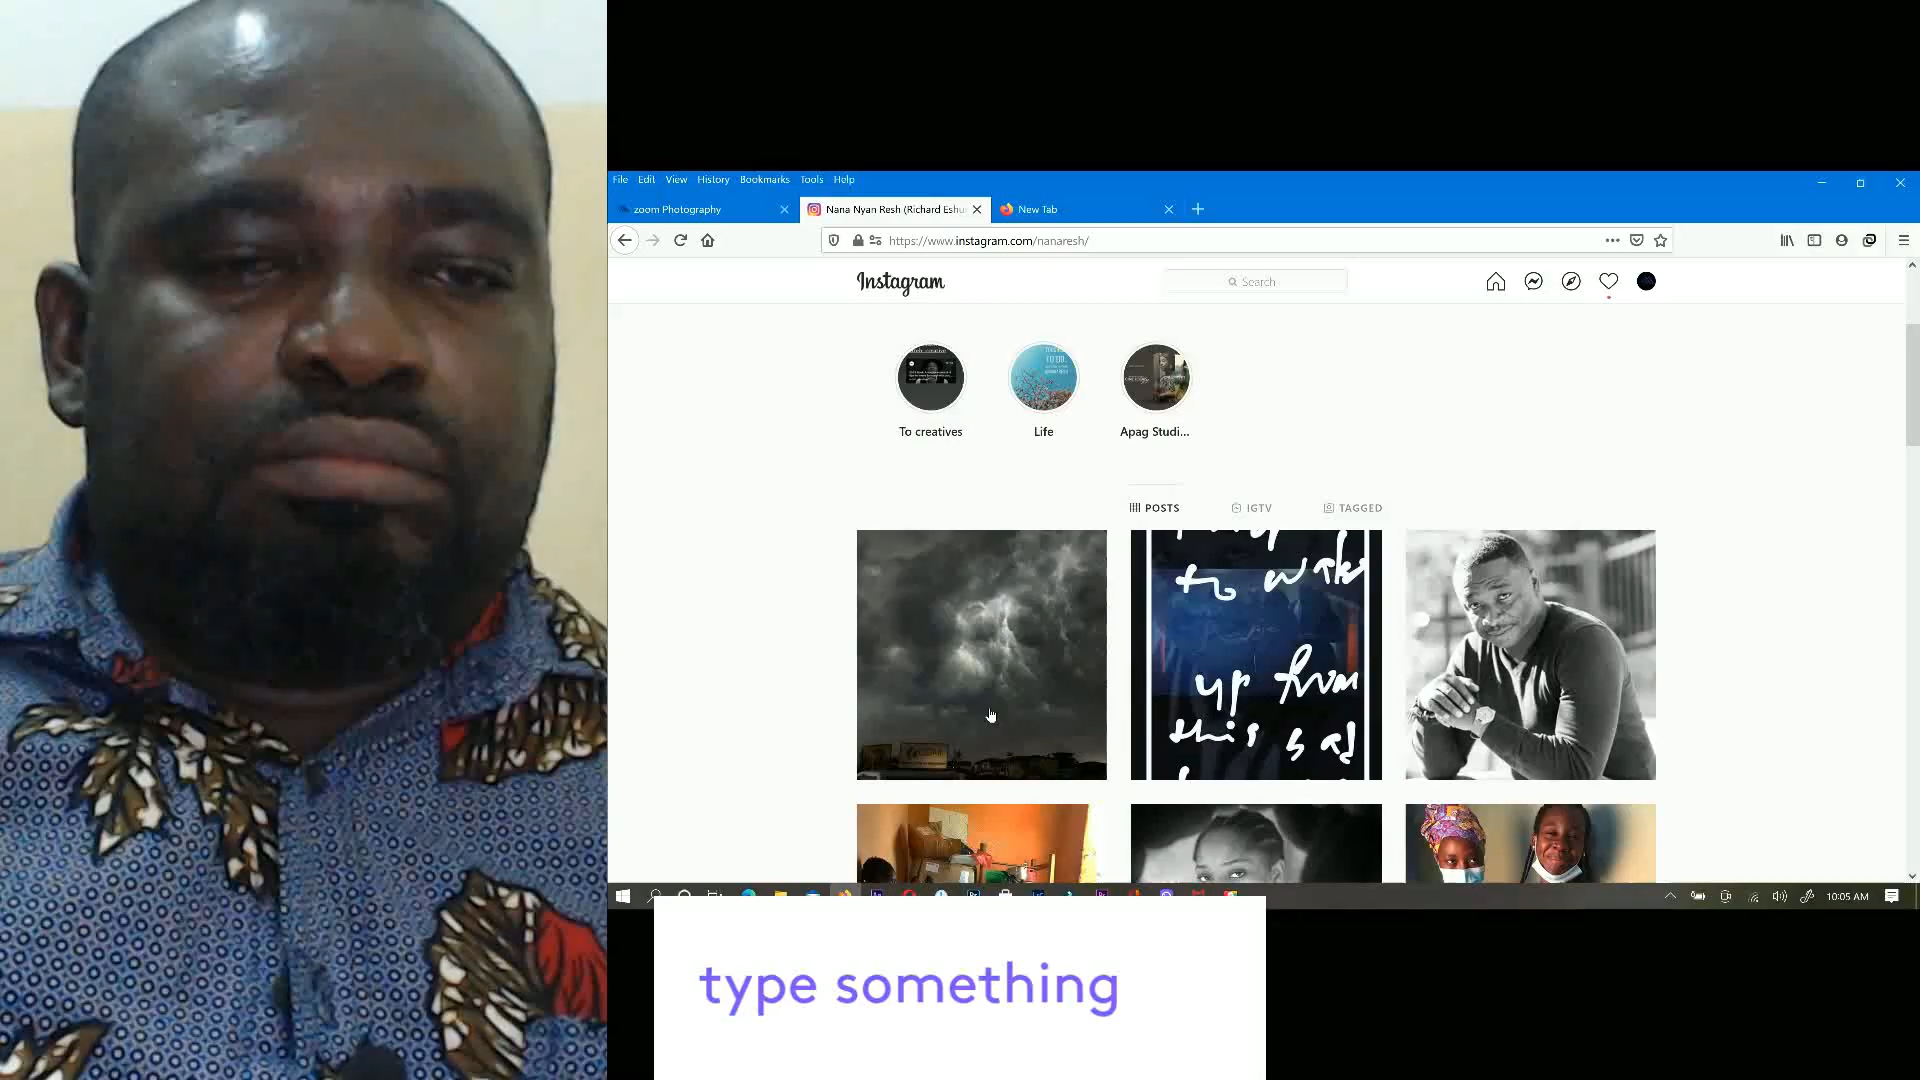 File Edit View History Bookmarks Tools Help
zoom Photography
Nana Nyan Resh (Richard Eshu
New Tab
https://www.instagram.com/nanaresh/
Instagram
Search
To creatives
Life
Apag Studi...
POSTS
IGTV
TAGGED
to wake
up from
this
10:05 AM
type something